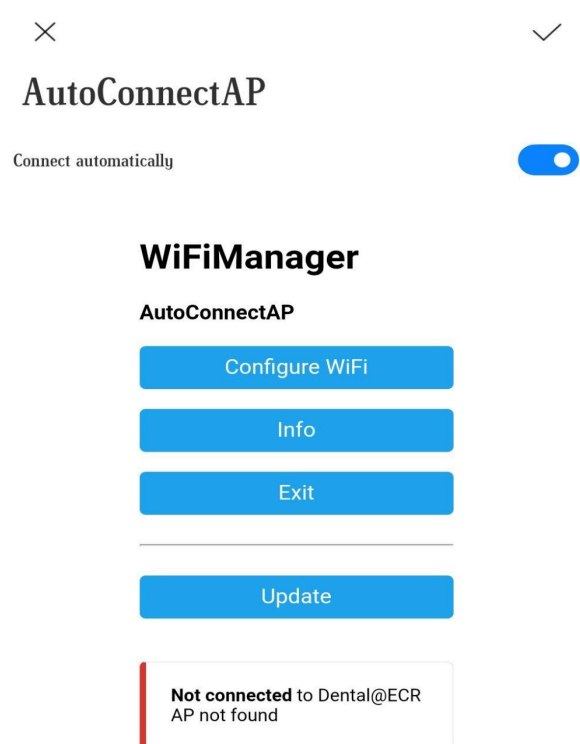 AutoConnectAP
Connect automatically
WiFiManager
AutoConnectAP
Configure WiFi
Info
Exit
Update
Not connected to Dental@ECR
AP not found